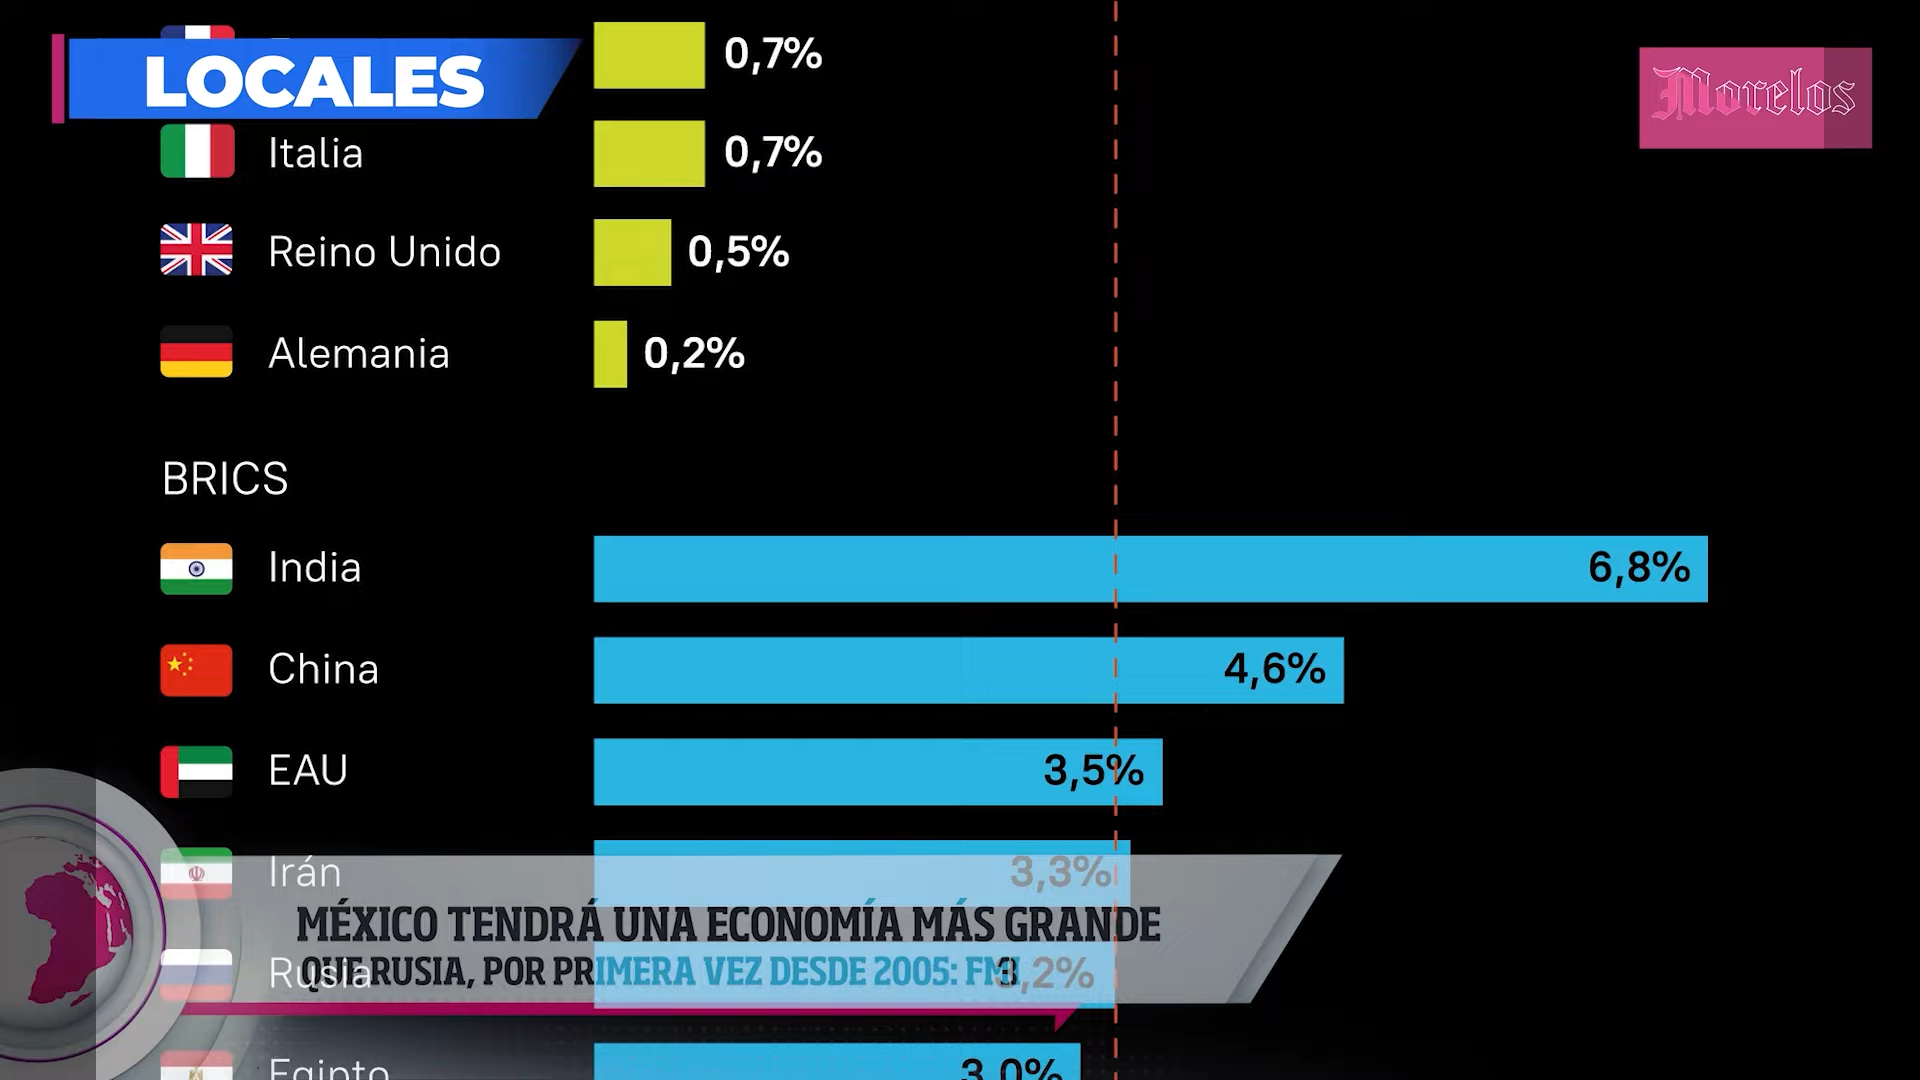 0,7%
LOCALES
Morelos
Italia 0,7%
Reino Unido 0,5%
Alemania 0,2%
BRICS
India 6,8%
China 4,6%
EAU 3,5%
Irán 3,3%
MÉXICO TENDRÁ UNA ECONOMÍA MÁS GRANDE
QUE RUSIA, POR PRIMERA VEZ DESDE 2005: FMI
Rusia 3,2%
Egipto 3,0%